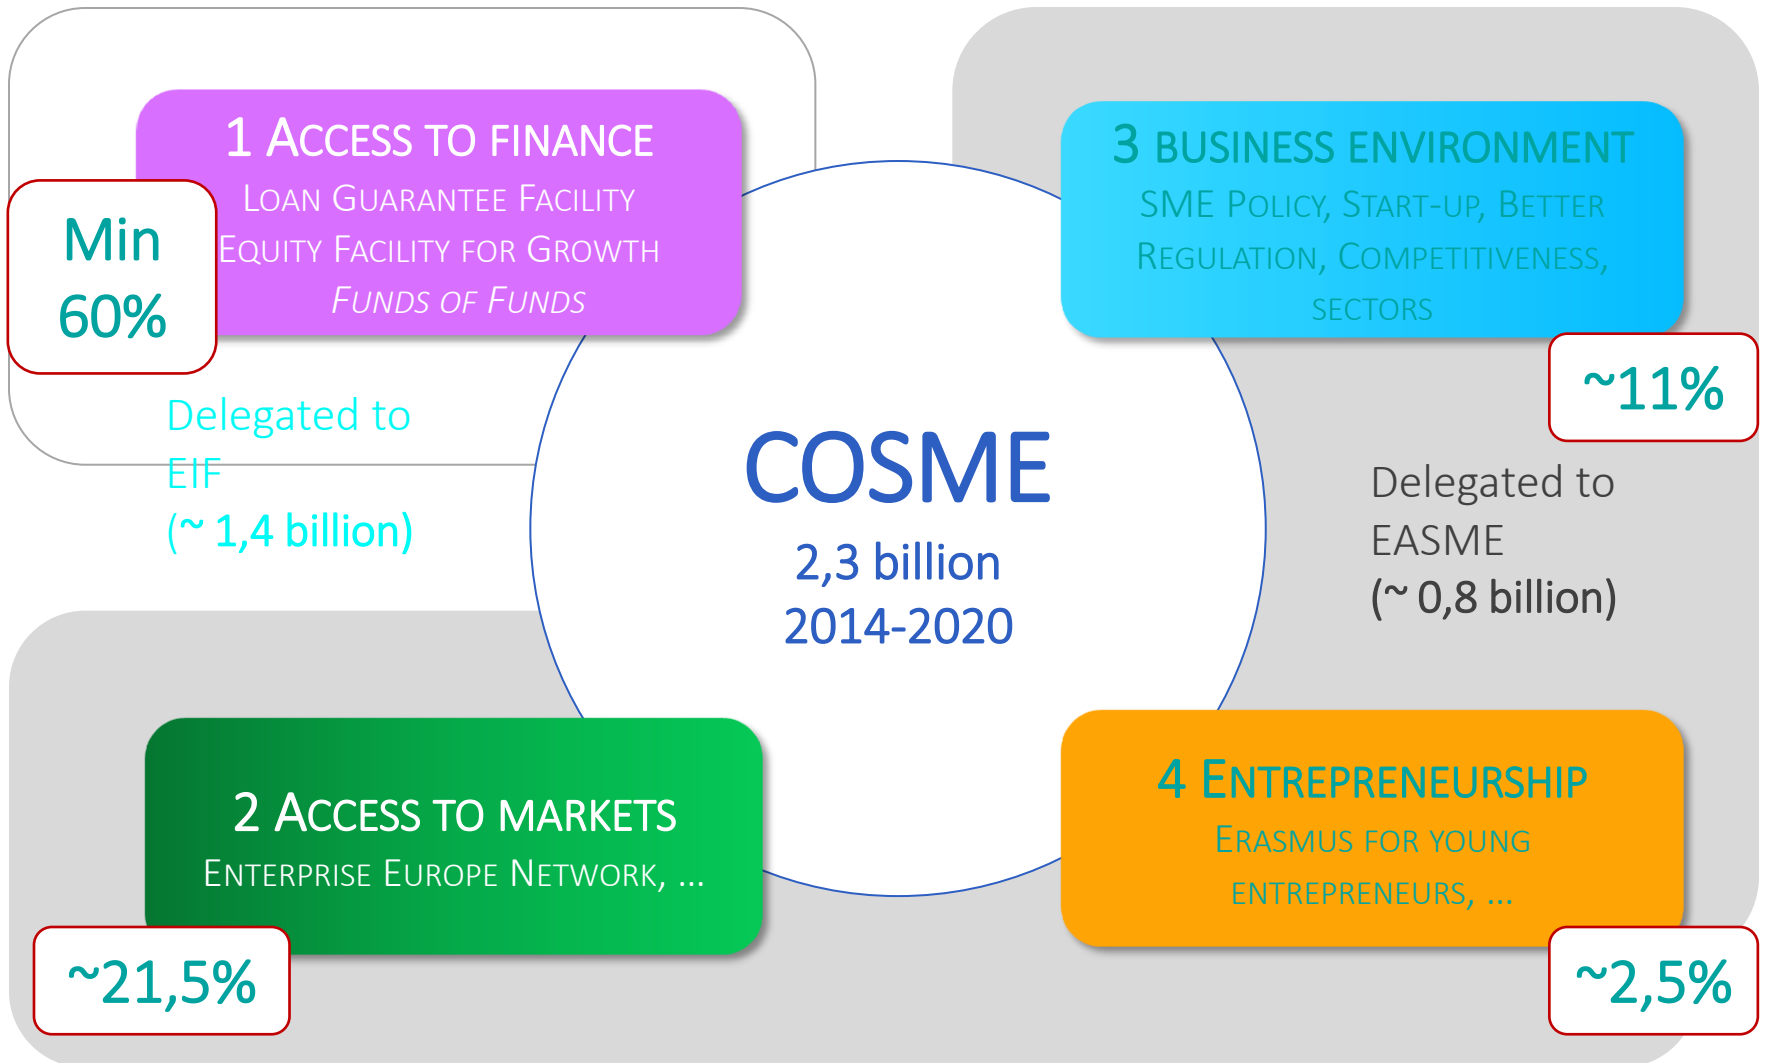 1 ACCESS TO FINANCE
LOAN GUARANTEE FACILITY
EQUITY FACILITY FOR GROWTH
FUNDS OF FUNDS
Min
60%
Delegated to
EIF
(~ 1,4 billion)
COSME
2,3 billion
2014-2020
3 BUSINESS ENVIRONMENT
SME POLICY, START-UP, BETTER
REGULATION, COMPETITIVENESS,
SECTORS
~11%
Delegated to
EASME
(~ 0,8 billion)
2 ACCESS TO MARKETS
ENTERPRISE EUROPE NETWORK, ...
~21,5%
4 ENTREPRENEURSHIP
ERASMUS FOR YOUNG
ENTREPRENEURS, ...
~2,5%